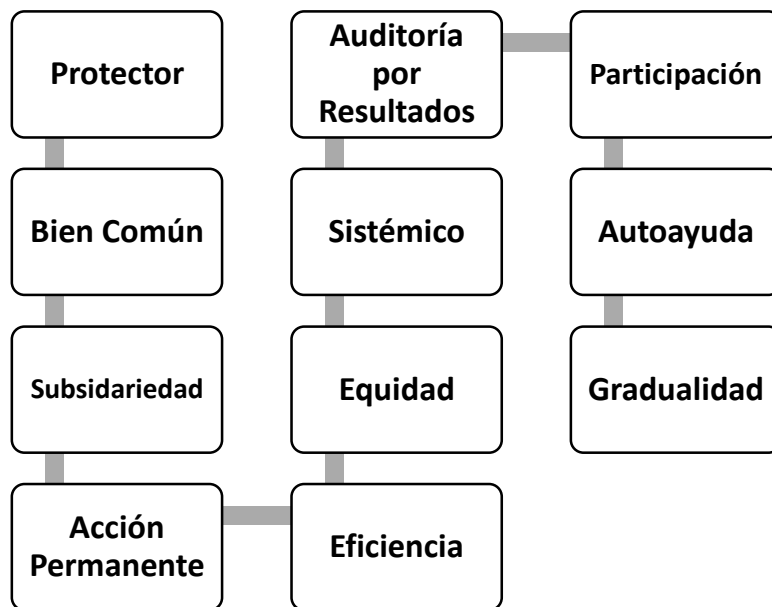 Protector
Bien Común
Subsidariedad
Acción
Permanente
Eficiencia
Equidad
Sistémico
Auditoría
por
Resultados
Participación
Autoayuda
Gradualidad